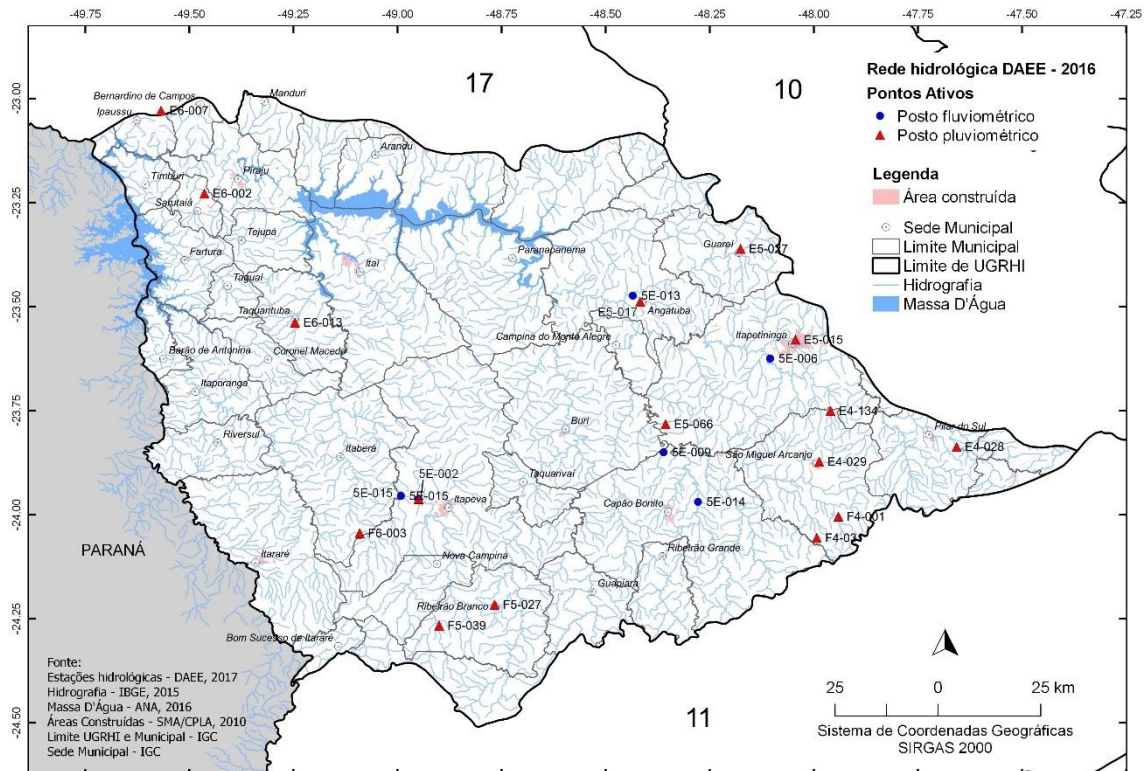 -49.75 -49.50 -49.25 -49.00 -48.75 -48.50 -48.25 -48.00 -47.75 -47.50 -47.25
17
10
Rede hidrológica DAEE - 2016
Pontos Ativos
Posto fluviométrico
Posto pluviométrico
Legenda
Área construída
Sede Municipal
Limite Municipal
Limite de UGRHI
Hidrografia
Massa D'Água
-23.00
-23.25
-23.50
-23.75
-24.00
-24.25
-24.50
Bernardino de Campos
Manduri
Ipaussu
E6-007
Arandu
Timburi
Piraju
E6-002
Sarutaiá
Tejupá
Guareí
E5-027
Fartura
Itaí
Paranapanema
Taguaí
5E-013
E5-017
Angatuba
Taquarituba
E6-013
Campina do Monte Alegre
Itapetininga
E5-015
5E-006
Barão de Antonina
Coronel Macedo
Itaporanga
E4-134
E5-066
Buri
Riversul
Pilar do Sul
Itaberá
E4-028
5E-009
São Miguel Arcanjo
E4-029
5E-002
Taquarivaí
5E-015
5E-015
Itapeva
Capão Bonito
5E-014
F4-001
F6-003
F4-031
PARANÁ
Itararé
Nova Campina
Ribeirão Grande
Guapiara
Ribeirão Branco
F5-027
F5-039
Bom Sucesso de Itararé
11
Fonte:
Estações hidrológicas - DAEE, 2017
Hidrografia - IBGE, 2015
Massa D'Água - ANA, 2016
Áreas Construídas - SMA/CPLA, 2010
Limite UGRHI e Municipal - IGC
Sede Municipal - IGC
25 0 25 km
Sistema de Coordenadas Geográficas
SIRGAS 2000